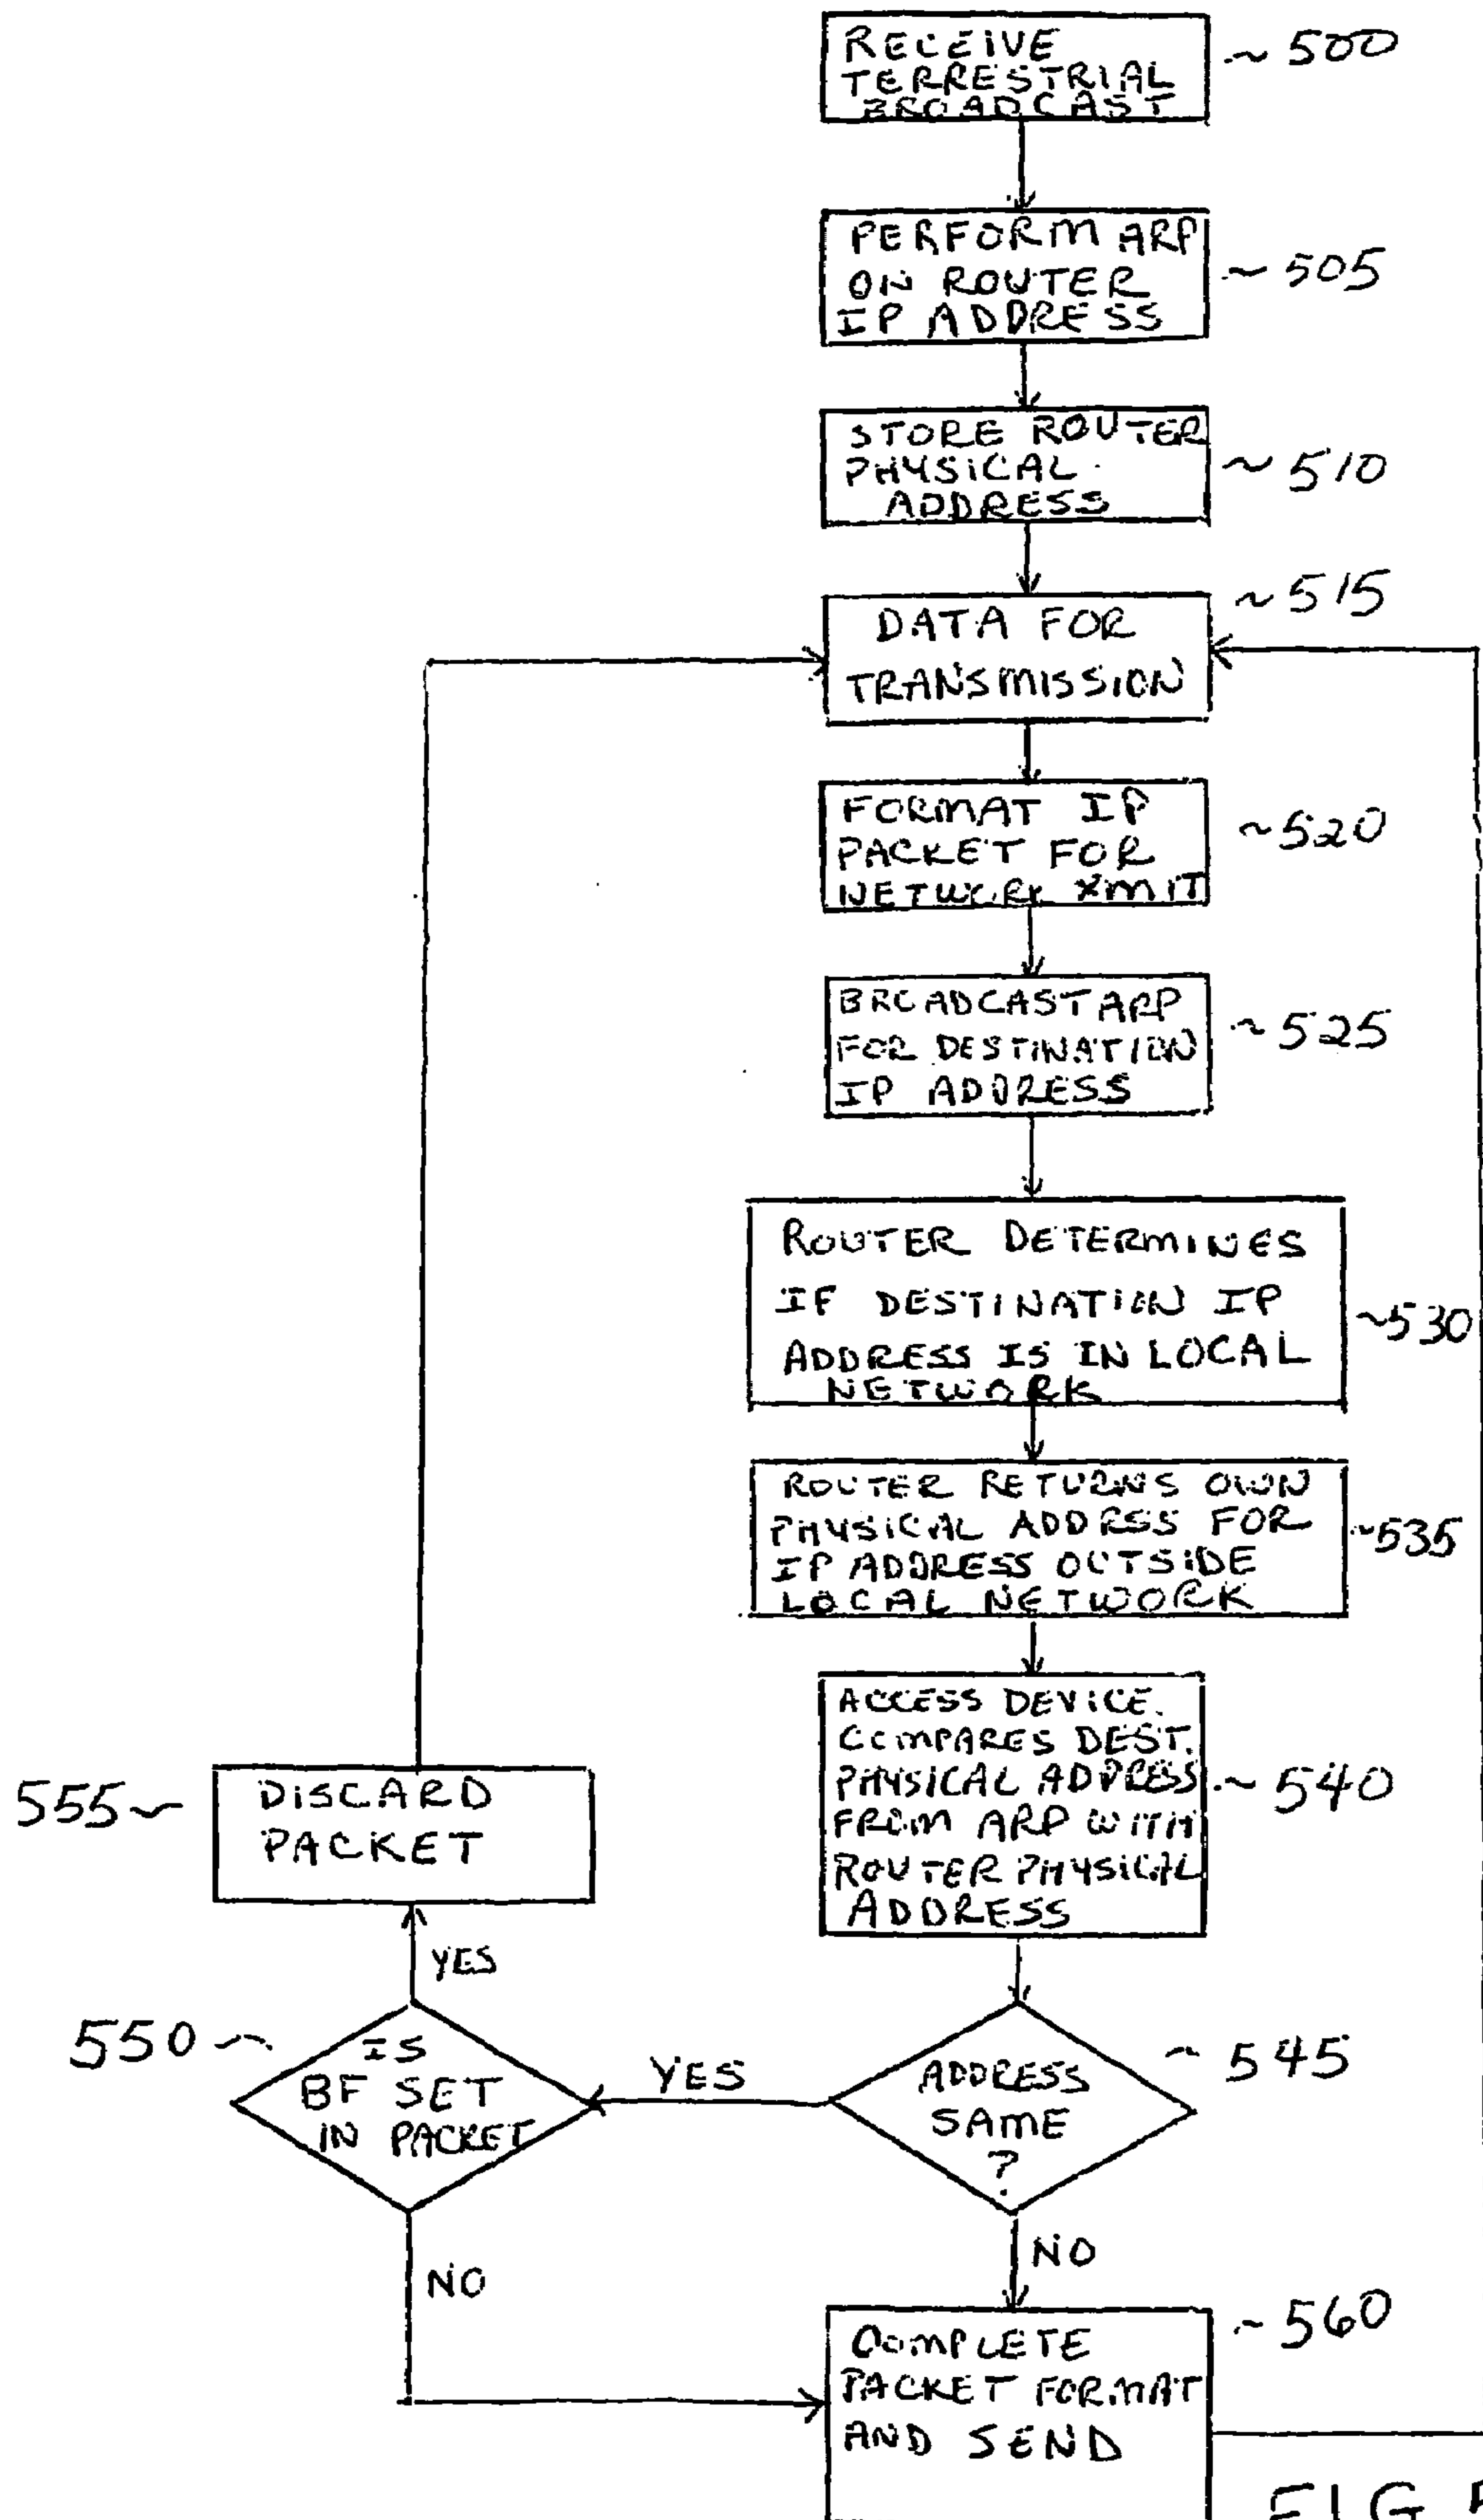 RECEIVE
TERRESTRIAL
BROADCAST
~ 500
PERFORM ARP
ON ROUTER
IP ADDRESS
~ 505
STORE ROUTER
PHYSICAL
ADDRESS
~ 510
DATA FOR
TRANSMISSION
~ 515
FORMAT IP
PACKET FOR
NETWORK XMIT
~520
BROADCAST ARP
FOR DESTINATION
IP ADDRESS
~ 525
ROUTER DETERMINES
IF DESTINATION IP
ADDRESS IS IN LOCAL
NETWORK
~530
ROUTER RETURNS OWN
PHYSICAL ADDRSS FOR
IP ADDRESS OUTSIDE
LOCAL NETWORK
~535
ACCESS DEVICE
COMPARES DEST.
PHYSICAL ADDRESS
FROM ARP WITH
ROUTER PHYSICAL
ADDRESS
~ 540
ADDRESS
SAME
?
~ 545
YES
IS
BF SET
IN PACKET
550 ~
YES
DISCARD
PACKET
555 ~
NO
NO
COMPLETE
PACKET FORMAT
AND SEND
~ 560
FIG